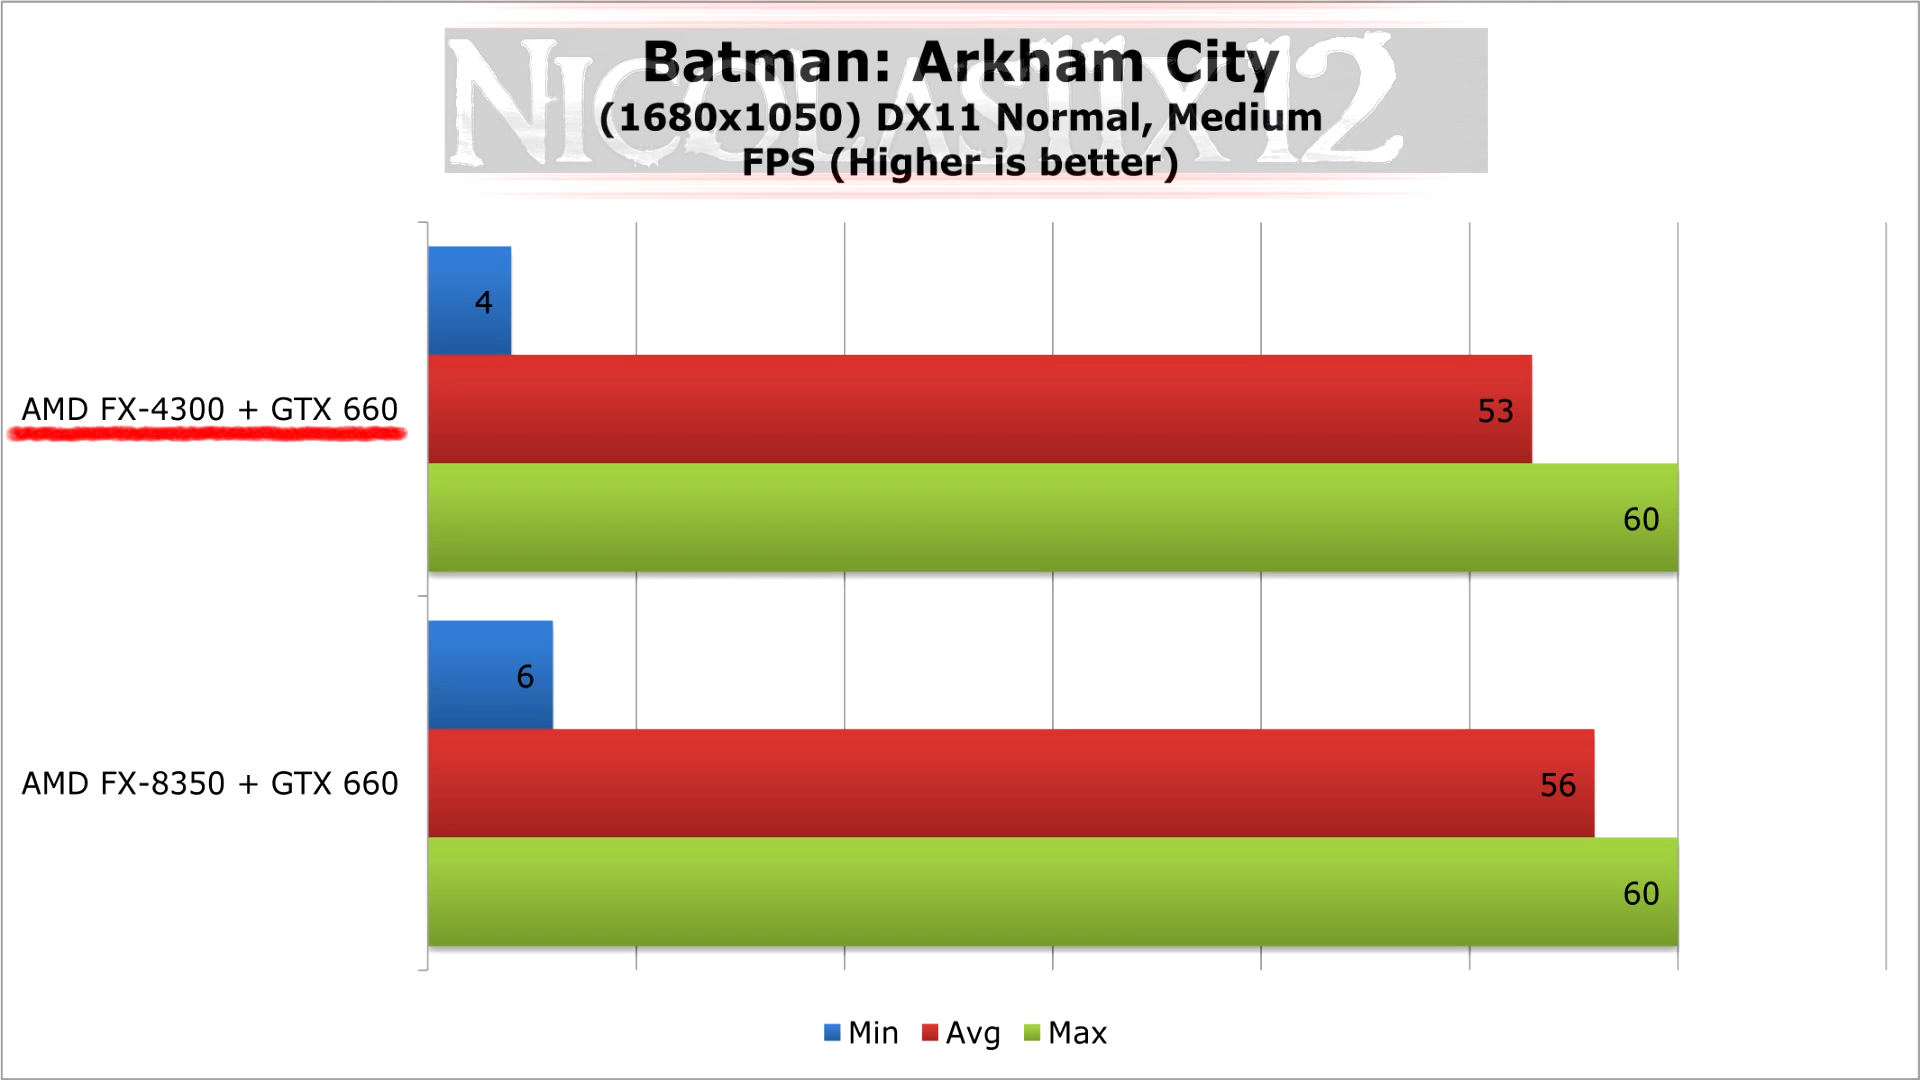 NICOLAS11X12
Batman: Arkham City
(1680x1050) DX11 Normal, Medium
FPS (Higher is better)
4
AMD FX-4300 + GTX 660
53
60
6
AMD FX-8350 + GTX 660
56
60
Min Avg Max